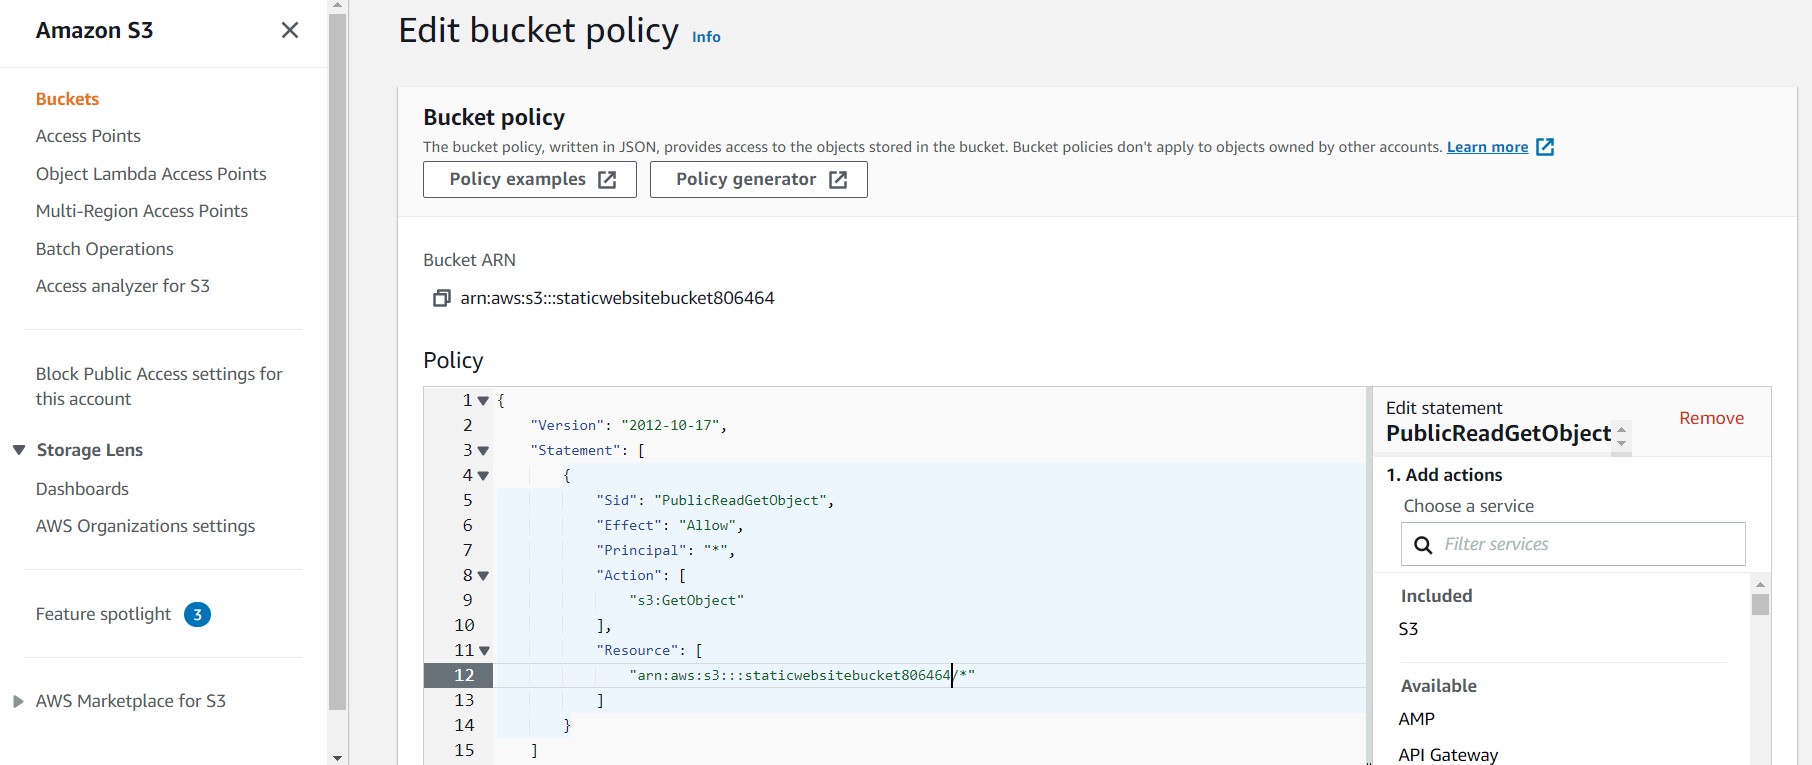 Amazon S3
Buckets
Access Points
Object Lambda Access Points
Multi-Region Access Points
Batch Operations
Access analyzer for S3
Block Public Access settings for
this account
Storage Lens
Dashboards
AWS Organizations settings
Feature spotlight 3
AWS Marketplace for S3
Edit bucket policy Info
Bucket policy
The bucket policy, written in JSON, provides access to the objects stored in the bucket. Bucket policies don't apply to objects owned by other accounts. Learn more
Policy examples Policy generator
Bucket ARN
arn:aws:s3:::staticwebsitebucket806464
Policy
1 {
2 "Version": "2012-10-17",
3 "Statement": [
4 {
5 "Sid": "PublicReadGetObject",
6 "Effect": "Allow",
7 "Principal": "*",
8 "Action": [
9 "s3:GetObject"
10 ],
11 "Resource": [
12 "arn:aws:s3:::staticwebsitebucket806464/*"
13 ]
14 }
15 ]
Edit statement
PublicReadGetObject
Remove
1. Add actions
Choose a service
Filter services
Included
S3
Available
AMP
API Gateway